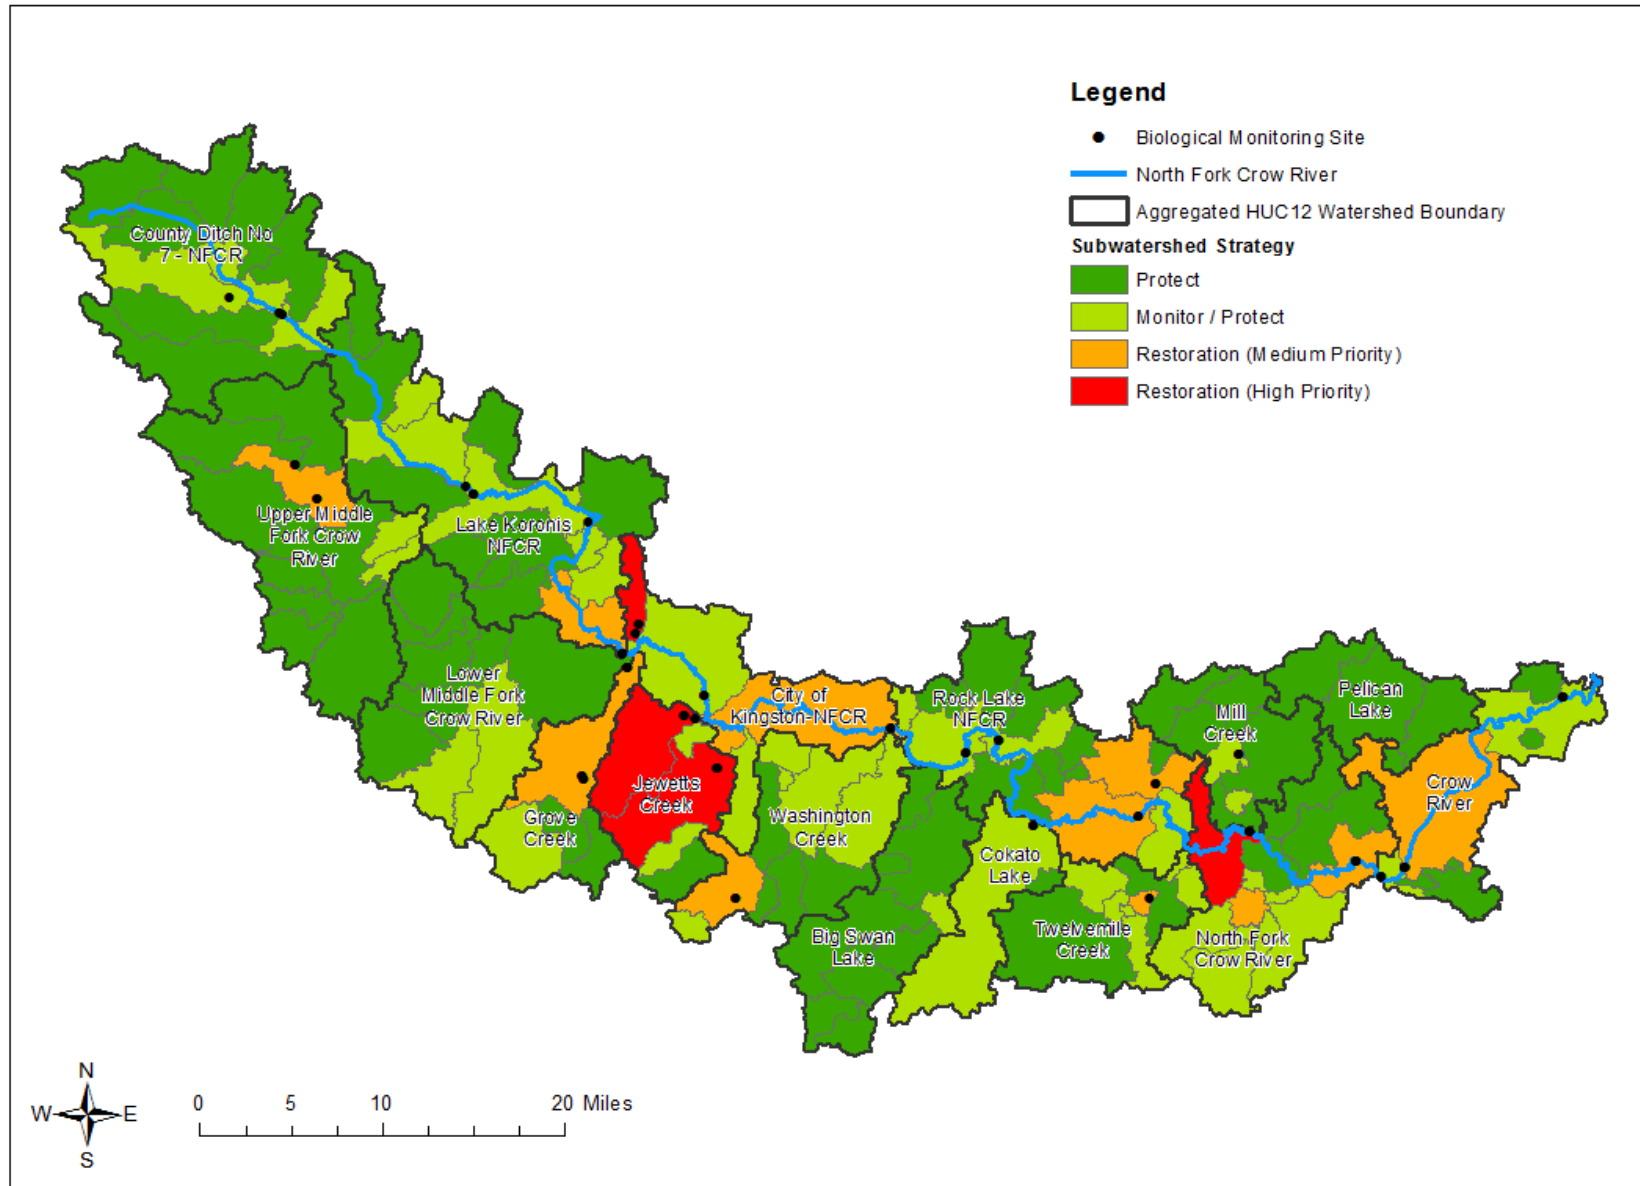 Legend
Biological Monitoring Site
North Fork Crow River
Aggregated HUC12 Watershed Boundary
Subwatershed Strategy
Protect
Monitor / Protect
Restoration (Medium Priority)
Restoration (High Priority)
County Ditch No
7 - NFCR
Upper Middle
Fork Crow
River
Lake Koronis
NFCR
Lower
Middle Fork
Crow River
City of
Kingston-NFCR
Rock Lake
NFCR
Pelican
Lake
Mill
Creek
Jewetts
Creek
Grove
Creek
Washington
Creek
Crow
River
Cokato
Lake
Big Swan
Lake
Twelvemile
Creek
North Fork
Crow River
N
W
E
S
0 5 10 20 Miles